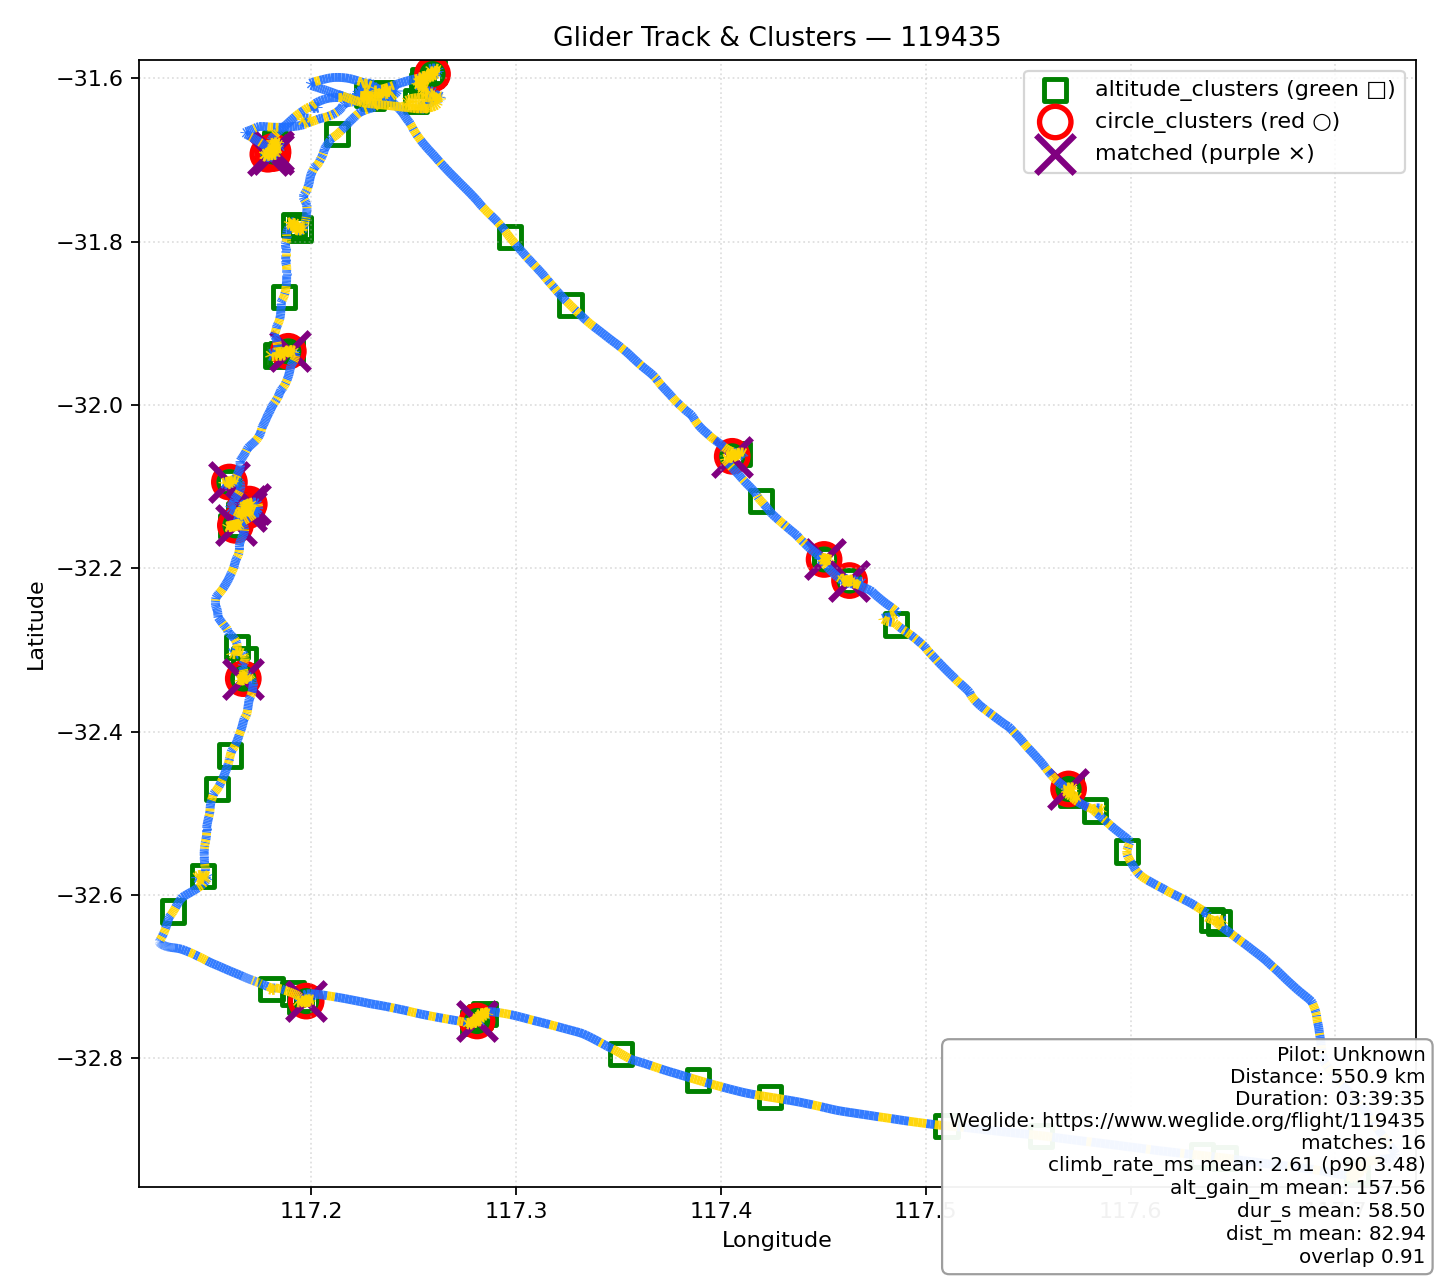 Glider Track & Clusters — 119435
altitude_clusters (green □)
circle_clusters (red ○)
matched (purple ×)
Latitude
−31.6
−31.8
−32.0
−32.2
−32.4
−32.6
−32.8
117.2
117.3
117.4
117.5
117.6
Longitude
Pilot: Unknown
Distance: 550.9 km
Duration: 03:39:35
Weglide: https://www.weglide.org/flight/119435
matches: 16
climb_rate_ms mean: 2.61 (p90 3.48)
alt_gain_m mean: 157.56
dur_s mean: 58.50
dist_m mean: 82.94
overlap 0.91